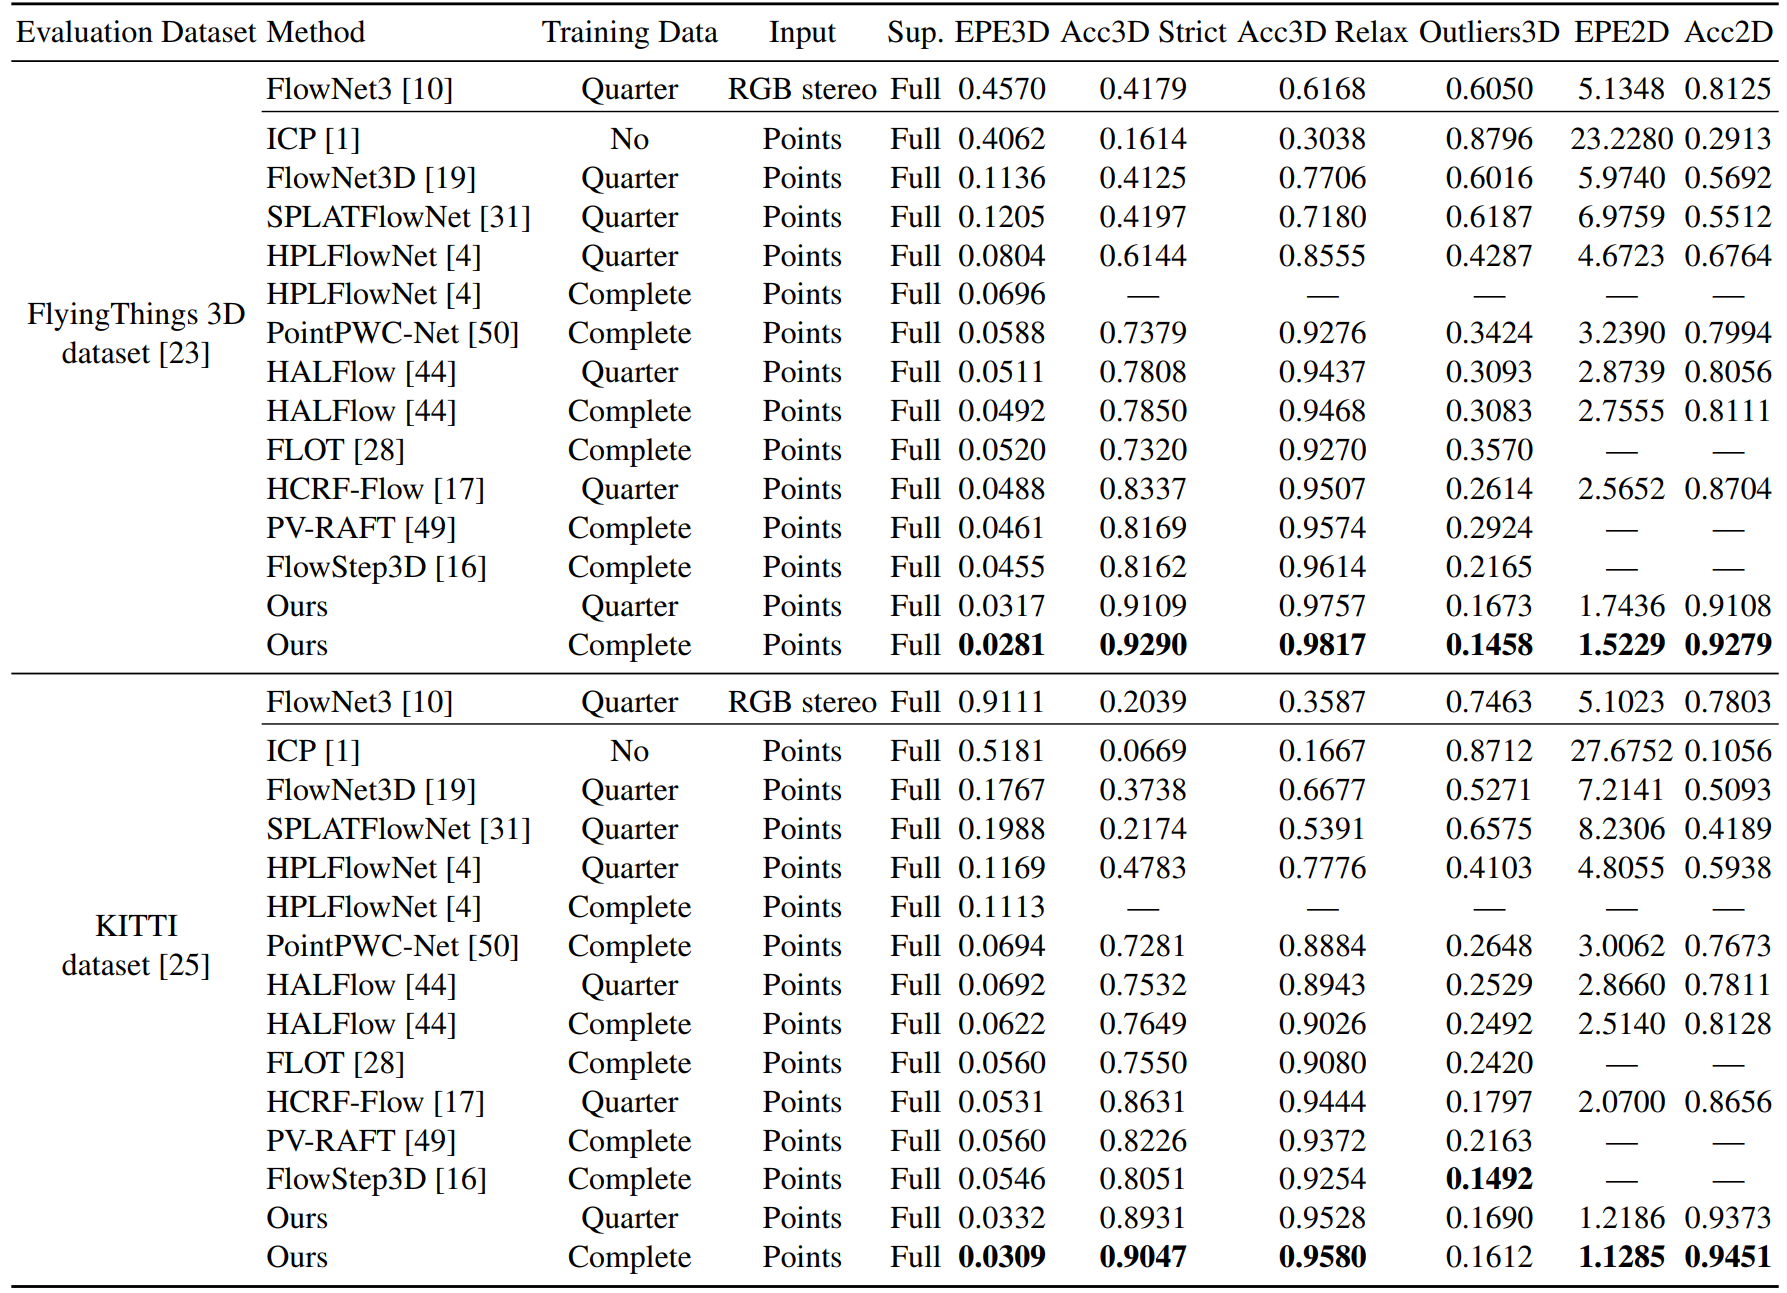 Evaluation Dataset Method Training Data Input Sup. EPE3D Acc3D Strict Acc3D Relax Outliers3D EPE2D Acc2D
FlowNet3 [10] Quarter RGB stereo Full 0.4570 0.4179 0.6168 0.6050 5.1348 0.8125
ICP [1] No Points Full 0.4062 0.1614 0.3038 0.8796 23.2280 0.2913
FlowNet3D [19] Quarter Points Full 0.1136 0.4125 0.7706 0.6016 5.9740 0.5692
SPLATFlowNet [31] Quarter Points Full 0.1205 0.4197 0.7180 0.6187 6.9759 0.5512
HPLFlowNet [4] Quarter Points Full 0.0804 0.6144 0.8555 0.4287 4.6723 0.6764
HPLFlowNet [4] Complete Points Full 0.0696 — — — — —
FlyingThings 3D
PointPWC-Net [50] Complete Points Full 0.0588 0.7379 0.9276 0.3424 3.2390 0.7994
dataset [23]
HALFlow [44] Quarter Points Full 0.0511 0.7808 0.9437 0.3093 2.8739 0.8056
HALFlow [44] Complete Points Full 0.0492 0.7850 0.9468 0.3083 2.7555 0.8111
FLOT [28] Complete Points Full 0.0520 0.7320 0.9270 0.3570 — —
HCRF-Flow [17] Quarter Points Full 0.0488 0.8337 0.9507 0.2614 2.5652 0.8704
PV-RAFT [49] Complete Points Full 0.0461 0.8169 0.9574 0.2924 — —
FlowStep3D [16] Complete Points Full 0.0455 0.8162 0.9614 0.2165 — —
Ours Quarter Points Full 0.0317 0.9109 0.9757 0.1673 1.7436 0.9108
Ours Complete Points Full 0.0281 0.9290 0.9817 0.1458 1.5229 0.9279
FlowNet3 [10] Quarter RGB stereo Full 0.9111 0.2039 0.3587 0.7463 5.1023 0.7803
ICP [1] No Points Full 0.5181 0.0669 0.1667 0.8712 27.6752 0.1056
FlowNet3D [19] Quarter Points Full 0.1767 0.3738 0.6677 0.5271 7.2141 0.5093
SPLATFlowNet [31] Quarter Points Full 0.1988 0.2174 0.5391 0.6575 8.2306 0.4189
HPLFlowNet [4] Quarter Points Full 0.1169 0.4783 0.7776 0.4103 4.8055 0.5938
HPLFlowNet [4] Complete Points Full 0.1113 — — — — —
KITTI
PointPWC-Net [50] Complete Points Full 0.0694 0.7281 0.8884 0.2648 3.0062 0.7673
dataset [25]
HALFlow [44] Quarter Points Full 0.0692 0.7532 0.8943 0.2529 2.8660 0.7811
HALFlow [44] Complete Points Full 0.0622 0.7649 0.9026 0.2492 2.5140 0.8128
FLOT [28] Complete Points Full 0.0560 0.7550 0.9080 0.2420 — —
HCRF-Flow [17] Quarter Points Full 0.0531 0.8631 0.9444 0.1797 2.0700 0.8656
PV-RAFT [49] Complete Points Full 0.0560 0.8226 0.9372 0.2163 — —
FlowStep3D [16] Complete Points Full 0.0546 0.8051 0.9254 0.1492 — —
Ours Quarter Points Full 0.0332 0.8931 0.9528 0.1690 1.2186 0.9373
Ours Complete Points Full 0.0309 0.9047 0.9580 0.1612 1.1285 0.9451